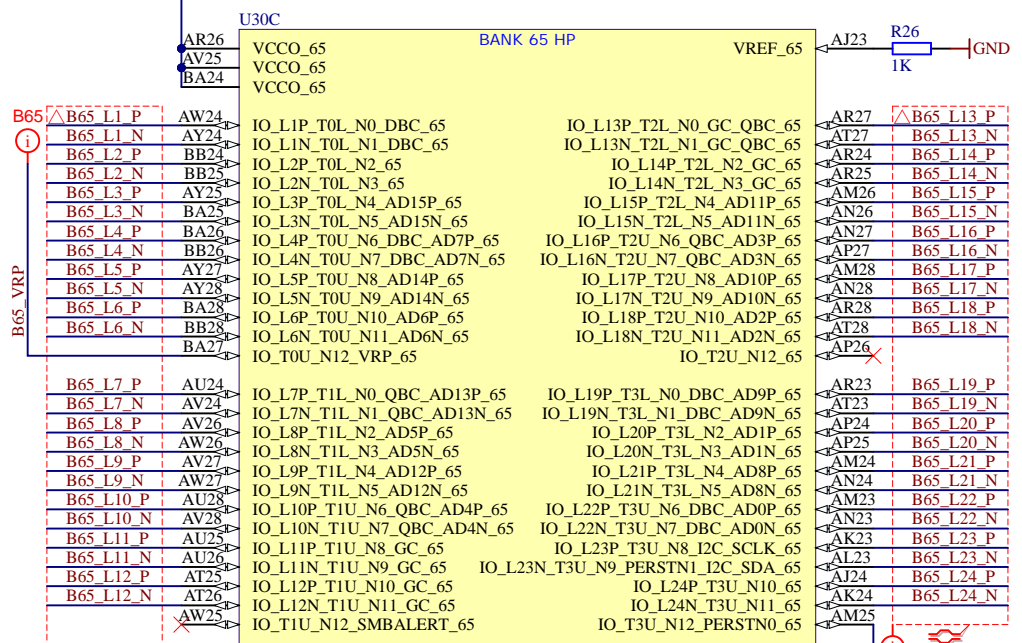 U30C
BANK 65 HP
AR26 VCCO_65 VREF_65 AJ23 R26 GND
AV25 VCCO_65 1K
BA24 VCCO_65
B65 B65_L1_P AW24 IO_L1P_T0L_N0_DBC_65 IO_L13P_T2L_N0_GC_QBC_65 AR27 B65_L13_P
i B65_L1_N AY24 IO_L1N_T0L_N1_DBC_65 IO_L13N_T2L_N1_GC_QBC_65 AT27 B65_L13_N
B65_L2_P BB24 IO_L2P_T0L_N2_65 IO_L14P_T2L_N2_GC_65 AR24 B65_L14_P
B65_L2_N BB25 IO_L2N_T0L_N3_65 IO_L14N_T2L_N3_GC_65 AR25 B65_L14_N
B65_L3_P AY25 IO_L3P_T0L_N4_AD15P_65 IO_L15P_T2L_N4_AD11P_65 AM26 B65_L15_P
B65_L3_N BA25 IO_L3N_T0L_N5_AD15N_65 IO_L15N_T2L_N5_AD11N_65 AN26 B65_L15_N
B65_L4_P BA26 IO_L4P_T0U_N6_DBC_AD7P_65 IO_L16P_T2U_N6_QBC_AD3P_65 AN27 B65_L16_P
B65_L4_N BB26 IO_L4N_T0U_N7_DBC_AD7N_65 IO_L16N_T2U_N7_QBC_AD3N_65 AP27 B65_L16_N
B65_L5_P AY27 IO_L5P_T0U_N8_AD14P_65 IO_L17P_T2U_N8_AD10P_65 AM28 B65_L17_P
B65_L5_N AY28 IO_L5N_T0U_N9_AD14N_65 IO_L17N_T2U_N9_AD10N_65 AN28 B65_L17_N
B65_L6_P BA28 IO_L6P_T0U_N10_AD6P_65 IO_L18P_T2U_N10_AD2P_65 AR28 B65_L18_P
B65_L6_N BB28 IO_L6N_T0U_N11_AD6N_65 IO_L18N_T2U_N11_AD2N_65 AT28 B65_L18_N
B65_VRP BA27 IO_T0U_N12_VRP_65 IO_T2U_N12_65 AP26
B65_L7_P AU24 IO_L7P_T1L_N0_QBC_AD13P_65 IO_L19P_T3L_N0_DBC_AD9P_65 AR23 B65_L19_P
B65_L7_N AV24 IO_L7N_T1L_N1_QBC_AD13N_65 IO_L19N_T3L_N1_DBC_AD9N_65 AT23 B65_L19_N
B65_L8_P AV26 IO_L8P_T1L_N2_AD5P_65 IO_L20P_T3L_N2_AD1P_65 AP24 B65_L20_P
B65_L8_N AW26 IO_L8N_T1L_N3_AD5N_65 IO_L20N_T3L_N3_AD1N_65 AP25 B65_L20_N
B65_L9_P AV27 IO_L9P_T1L_N4_AD12P_65 IO_L21P_T3L_N4_AD8P_65 AM24 B65_L21_P
B65_L9_N AW27 IO_L9N_T1L_N5_AD12N_65 IO_L21N_T3L_N5_AD8N_65 AN24 B65_L21_N
B65_L10_P AU28 IO_L10P_T1U_N6_QBC_AD4P_65 IO_L22P_T3U_N6_DBC_AD0P_65 AM23 B65_L22_P
B65_L10_N AV28 IO_L10N_T1U_N7_QBC_AD4N_65 IO_L22N_T3U_N7_DBC_AD0N_65 AN23 B65_L22_N
B65_L11_P AU25 IO_L11P_T1U_N8_GC_65 IO_L23P_T3U_N8_I2C_SCLK_65 AK23 B65_L23_P
B65_L11_N AU26 IO_L11N_T1U_N9_GC_65 IO_L23N_T3U_N9_PERSTN1_I2C_SDA_65 AL23 B65_L23_N
B65_L12_P AT25 IO_L12P_T1U_N10_GC_65 IO_L24P_T3U_N10_65 AJ24 B65_L24_P
B65_L12_N AT26 IO_L12N_T1U_N11_GC_65 IO_L24N_T3U_N11_65 AK24 B65_L24_N
AW25 IO_T1U_N12_SMBALERT_65 IO_T3U_N12_PERSTN0_65 AM25